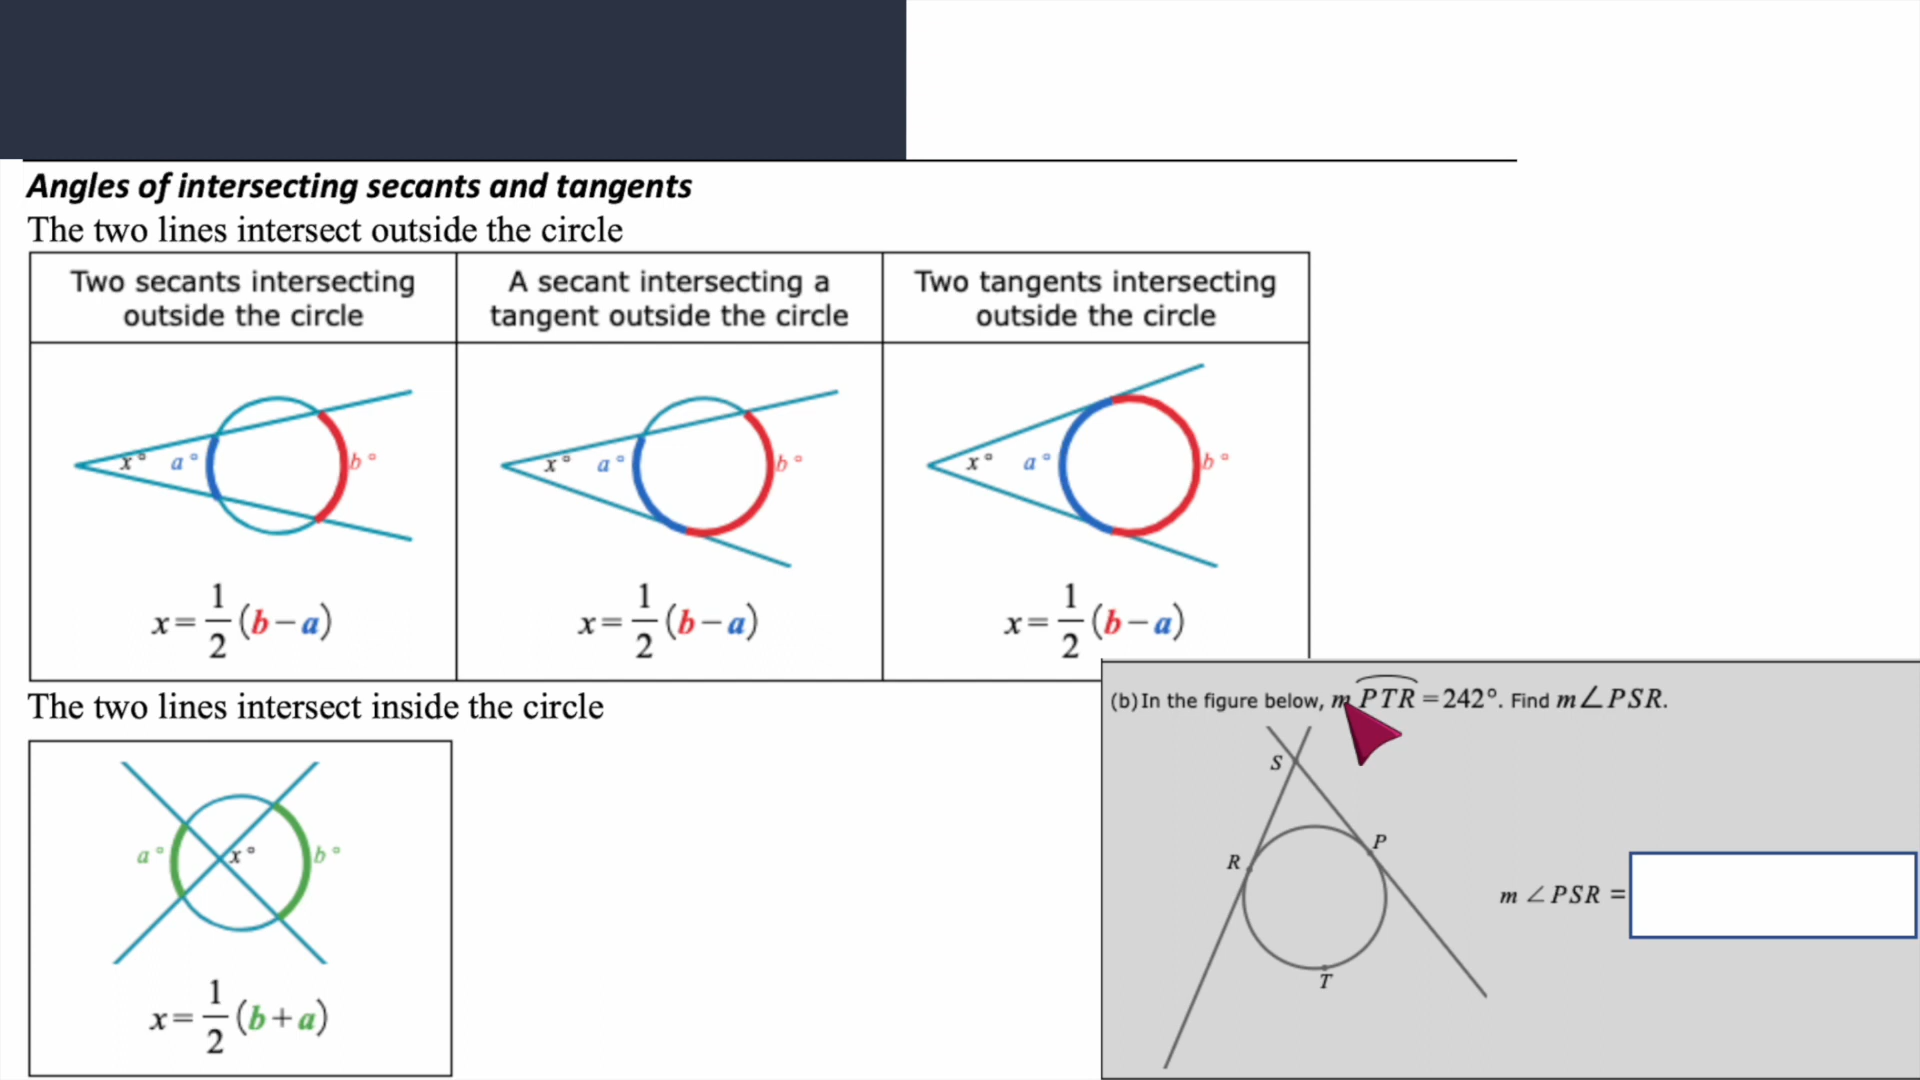 Angles of intersecting secants and tangents
The two lines intersect outside the circle
Two secants intersecting
outside the circle
A secant intersecting a
tangent outside the circle
Two tangents intersecting
outside the circle
x° a° b°
x° a° b°
x° a° b°
x = 1/2 (b − a)
x = 1/2 (b − a)
x = 1/2 (b − a)
The two lines intersect inside the circle
a° x° b°
x = 1/2 (b + a)
(b) In the figure below, m PTR = 242°. Find m∠PSR.
S
P
R
T
m ∠PSR =